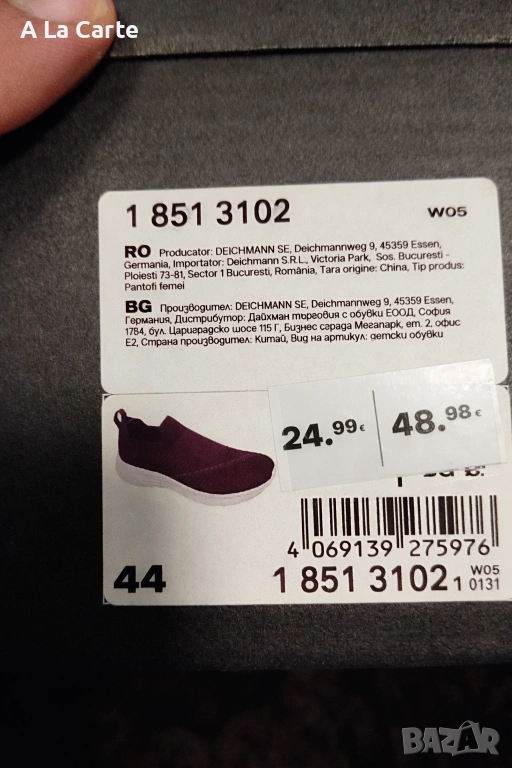 A La Carte
1 851 3102
W05
RO Producator: DEICHMANN SE, Deichmannweg 9, 45359 Essen,
Germania, Importator: Deichmann S.R.L., Victoria Park, Sos. Bucuresti -
Ploiesti 73-81, Sector 1 Bucuresti, România, Tara origine: China, Tip produs:
Pantofi femei
BG Производител: DEICHMANN SE, Deichmannweg 9, 45359 Essen,
Германия, Дистрибутор: Дайхман търговия с обувки ЕООД, София
1784, бул. Цариградско шосе 115 Г, Бизнес сграда Мегапарк, ет. 2, офис
Е2, Страна производител: Китай, Вид на артикул: детски обувки
24.99€
48.98€
4 069139 275976
44
1 851 3102 1
W05
0131
BAZAR